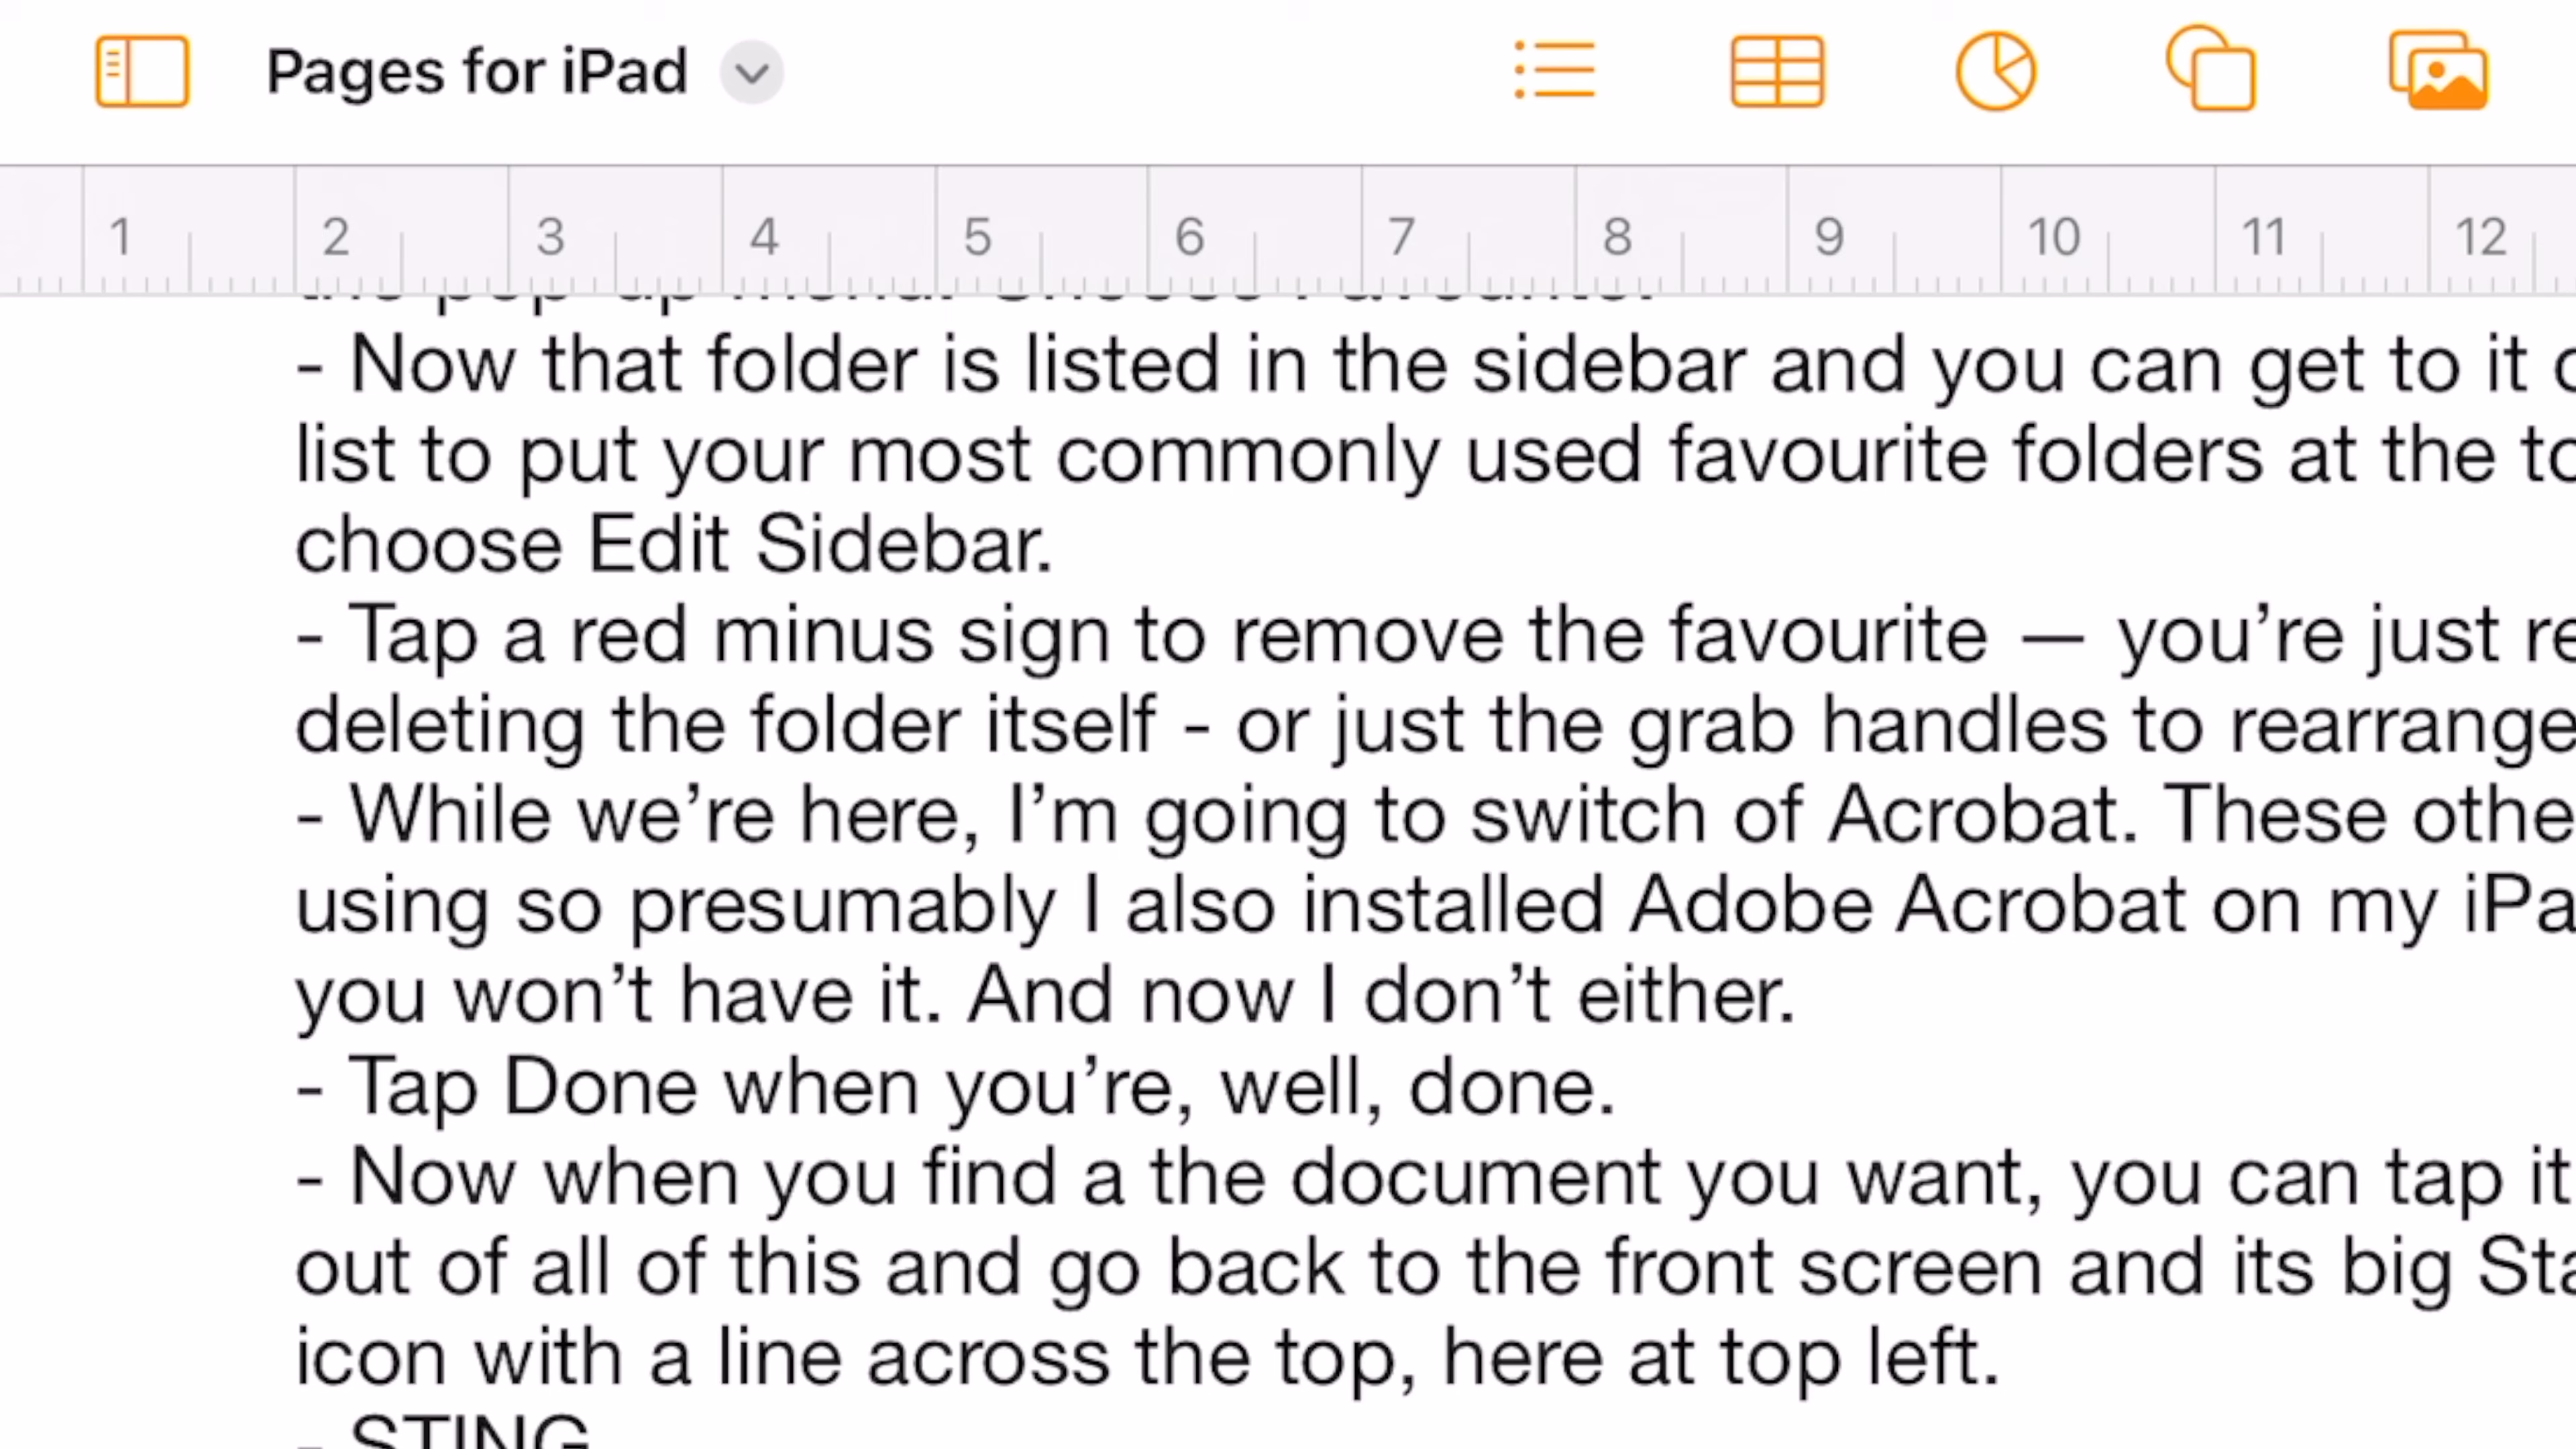 Pages for iPad
1 2 3 4 5 6 7 8 9 10 11 12
the pop-up menu. Choose Favourite.
- Now that folder is listed in the sidebar and you can get to it
list to put your most commonly used favourite folders at the
choose Edit Sidebar.
- Tap a red minus sign to remove the favourite — you’re just
deleting the folder itself - or just the grab handles to rearrange
- While we’re here, I’m going to switch of Acrobat. These
using so presumably I also installed Adobe Acrobat on my
you won’t have it. And now I don’t either.
- Tap Done when you’re, well, done.
- Now when you find a the document you want, you can tap it
out of all of this and go back to the front screen and its big
icon with a line across the top, here at top left.
- STING